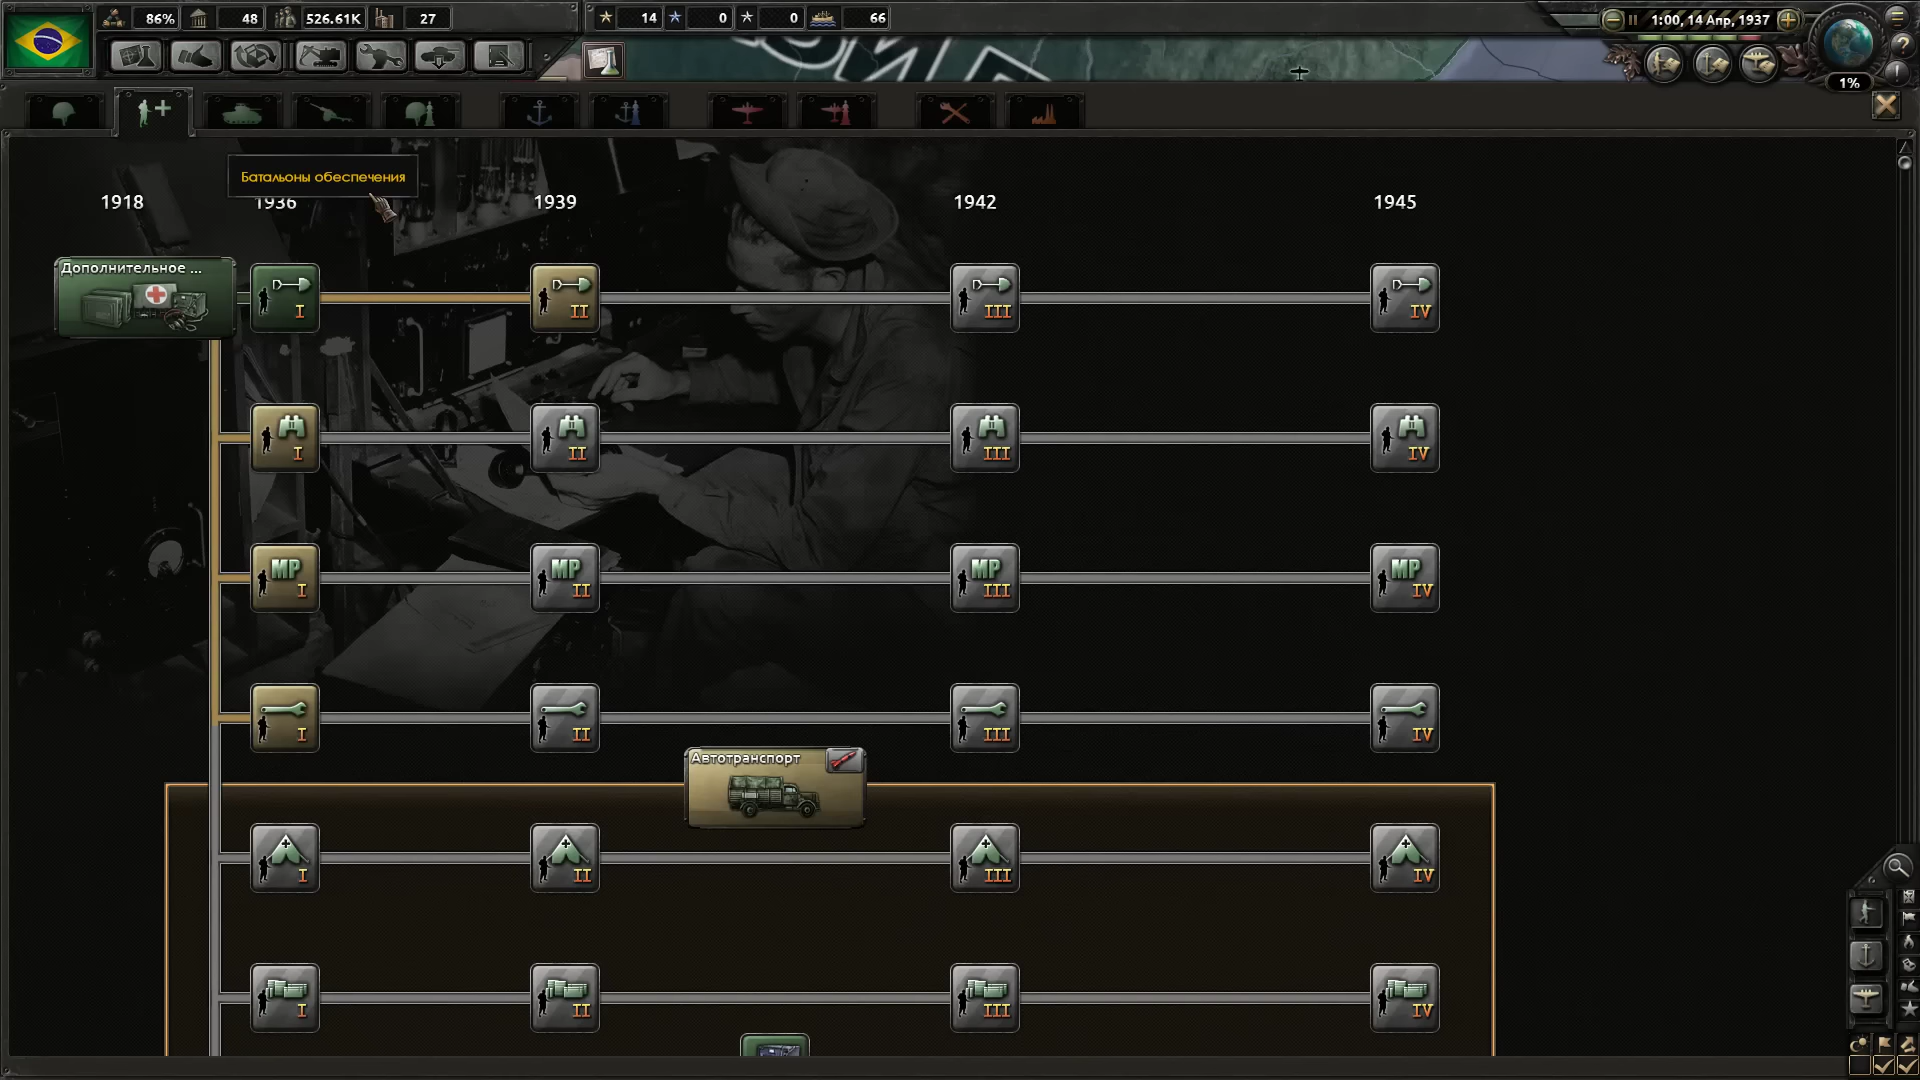 86%
48
526.61K
27
14
0
0
66
1:00, 14 Апр, 1937
1%
Батальоны обеспечения
1918
1936
1939
1942
1945
Дополнительное ...
I
II
III
IV
I
II
III
IV
MP I
MP II
MP III
MP IV
I
II
III
IV
Автотранспорт
I
II
III
IV
I
II
III
IV